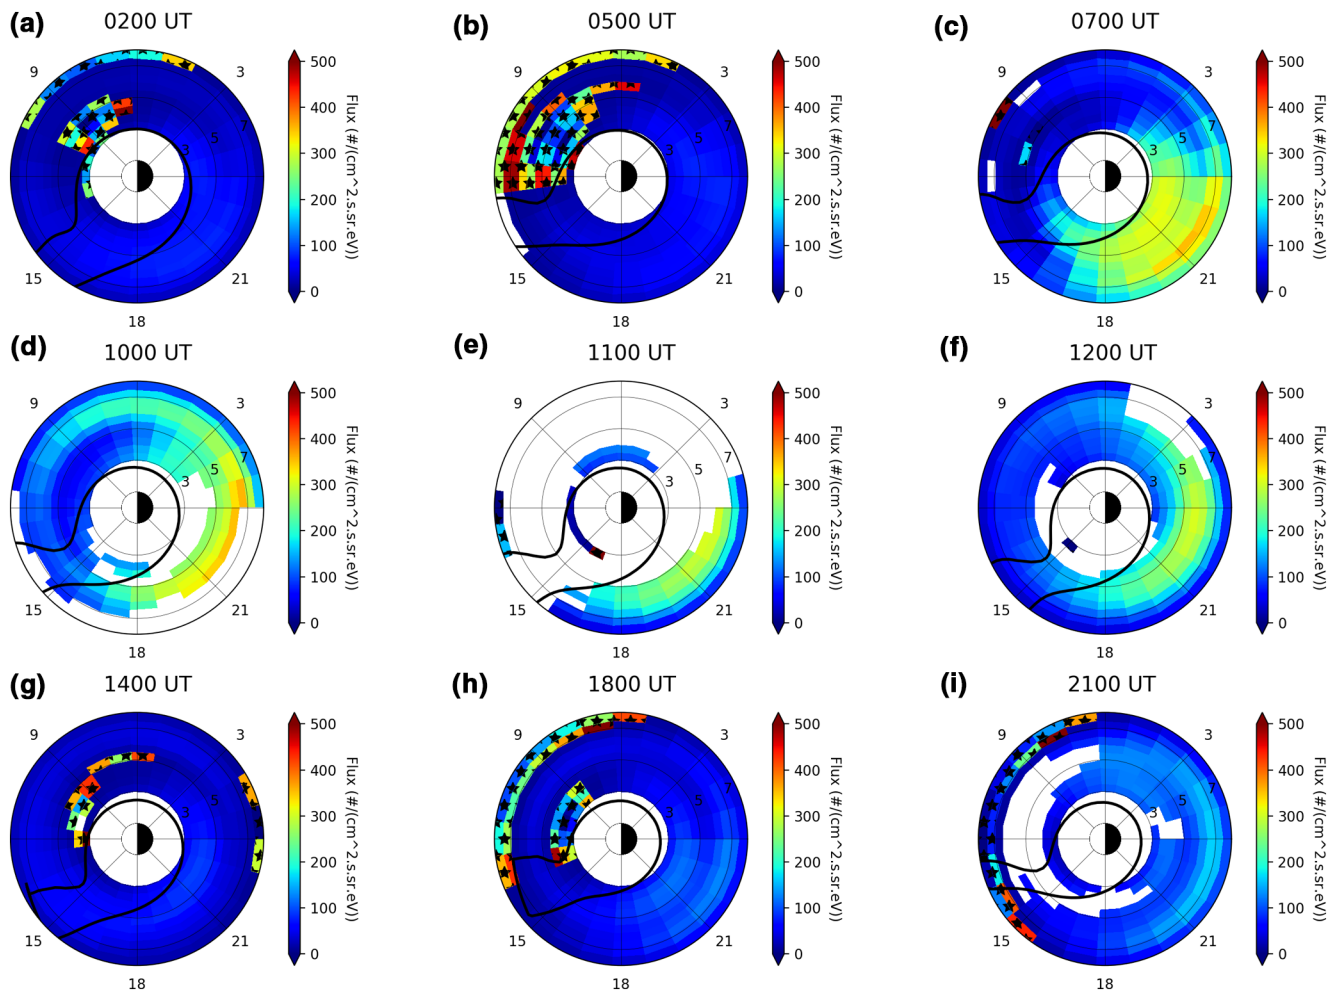 (a) 0200 UT
9 3 5 7 3 15 21 18
500 400 300 200 100 0
Flux (#/(cm^2.s.sr.eV))
(b) 0500 UT
9 3 5 7 3 15 21 18
500 400 300 200 100 0
Flux (#/(cm^2.s.sr.eV))
(c) 0700 UT
9 3 5 7 3 15 21 18
500 400 300 200 100 0
Flux (#/(cm^2.s.sr.eV))
(d) 1000 UT
9 3 5 7 3 15 21 18
500 400 300 200 100 0
Flux (#/(cm^2.s.sr.eV))
(e) 1100 UT
9 3 5 7 3 15 21 18
500 400 300 200 100 0
Flux (#/(cm^2.s.sr.eV))
(f) 1200 UT
9 3 5 7 3 15 21 18
500 400 300 200 100 0
Flux (#/(cm^2.s.sr.eV))
(g) 1400 UT
9 3 5 7 3 15 21 18
500 400 300 200 100 0
Flux (#/(cm^2.s.sr.eV))
(h) 1800 UT
9 3 5 7 3 15 21 18
500 400 300 200 100 0
Flux (#/(cm^2.s.sr.eV))
(i) 2100 UT
9 3 5 7 3 15 21 18
500 400 300 200 100 0
Flux (#/(cm^2.s.sr.eV))